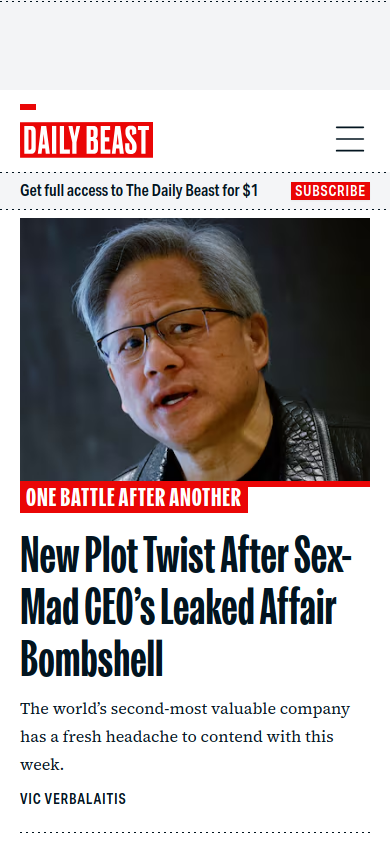 DAILY BEAST
Get full access to The Daily Beast for $1
SUBSCRIBE
ONE BATTLE AFTER ANOTHER
New Plot Twist After Sex-
Mad CEO’s Leaked Affair
Bombshell
The world’s second-most valuable company
has a fresh headache to contend with this
week.
VIC VERBALAITIS